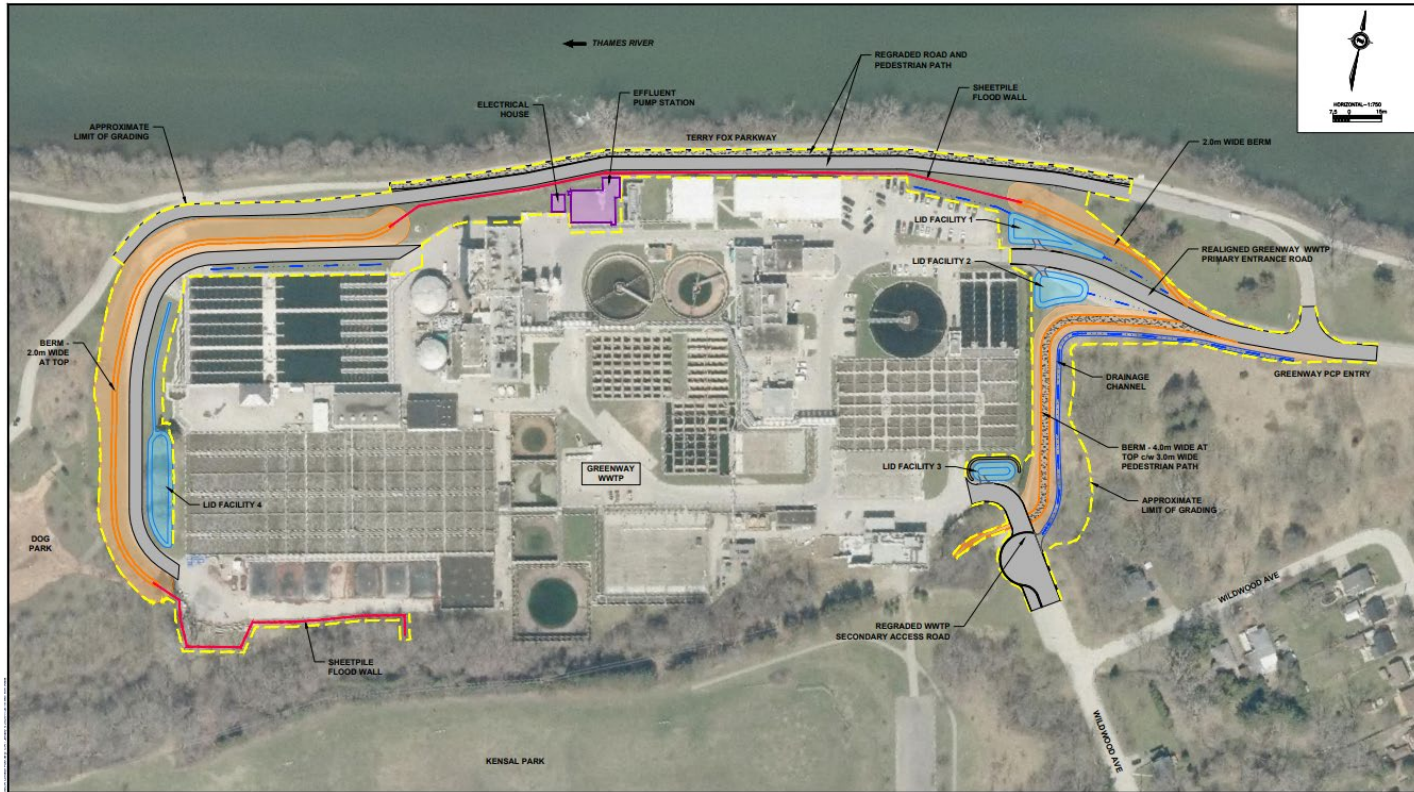 THAMES RIVER
REGRADED ROAD AND
PEDESTRIAN PATH
EFFLUENT
PUMP STATION
ELECTRICAL
HOUSE
SHEETPILE
FLOOD WALL
APPROXIMATE
LIMIT OF GRADING
TERRY FOX PARKWAY
2.0m WIDE BERM
HORIZONTAL - 1:750
7.5 0 15m
LID FACILITY 1
REALIGNED GREENWAY WWTP
PRIMARY ENTRANCE ROAD
LID FACILITY 2
BERM -
2.0m WIDE
AT TOP
GREENWAY PCP ENTRY
DRAINAGE
CHANNEL
BERM - 4.0m WIDE AT
TOP c/w 3.0m WIDE
PEDESTRIAN PATH
LID FACILITY 3
GREENWAY
WWTP
APPROXIMATE
LIMIT OF GRADING
LID FACILITY 4
DOG
PARK
WILDWOOD AVE
REGRADED WWTP
SECONDARY ACCESS ROAD
SHEETPILE
FLOOD WALL
WILDWOOD AVE
KENSAL PARK